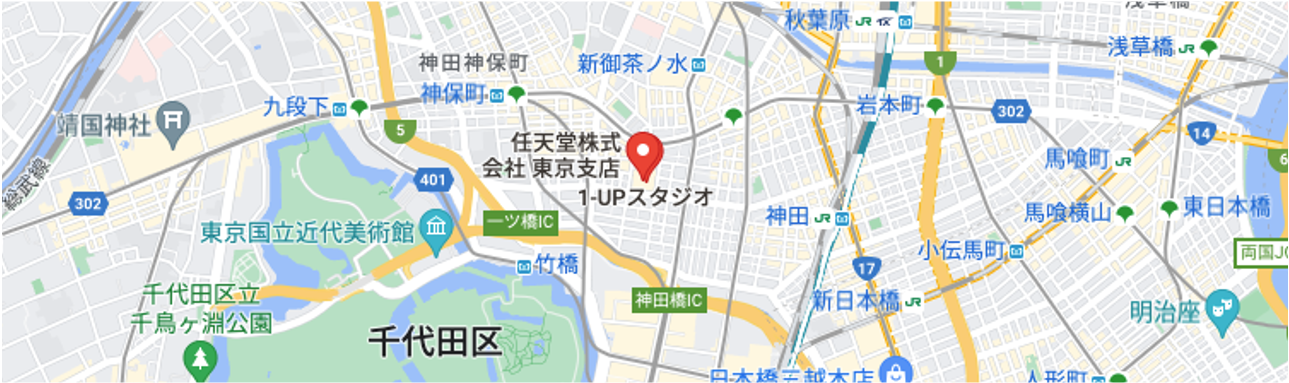 秋葉原 JR
浅草橋 JR
1
神田神保町
新御茶ノ水
神保町
九段下
岩本町
302
14
靖国神社
5
6
任天堂株式
会社 東京支店
1-UPスタジオ
馬喰町 JR
総武線
401
302
馬喰横山
東日本橋
神田 JR
一ツ橋IC
東京国立近代美術館
小伝馬町
両国JC
竹橋
17
千代田区立
千鳥ヶ淵公園
神田橋IC
新日本橋 JR
明治座
千代田区
日本橋三越本店
人形町